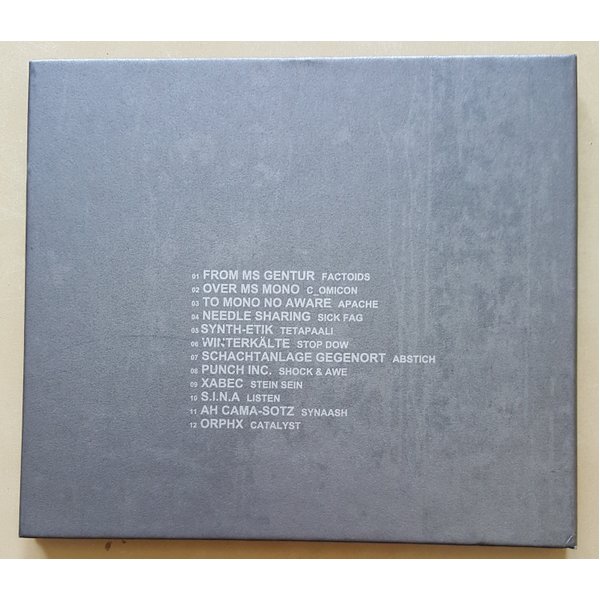 01 FROM MS GENTUR FACTOIDS
02 OVER MS MONO C_OMICON
03 TO MONO NO AWARE APACHE
04 NEEDLE SHARING SICK FAG
05 SYNTH-ETIK TETAPAALI
06 WINTERKÄLTE STOP DOW
07 SCHACHTANLAGE GEGENORT ABSTICH
08 PUNCH INC. SHOCK & AWE
09 XABEC STEIN SEIN
10 S.I.N.A LISTEN
11 AH CAMA-SOTZ SYNAASH
12 ORPHX CATALYST